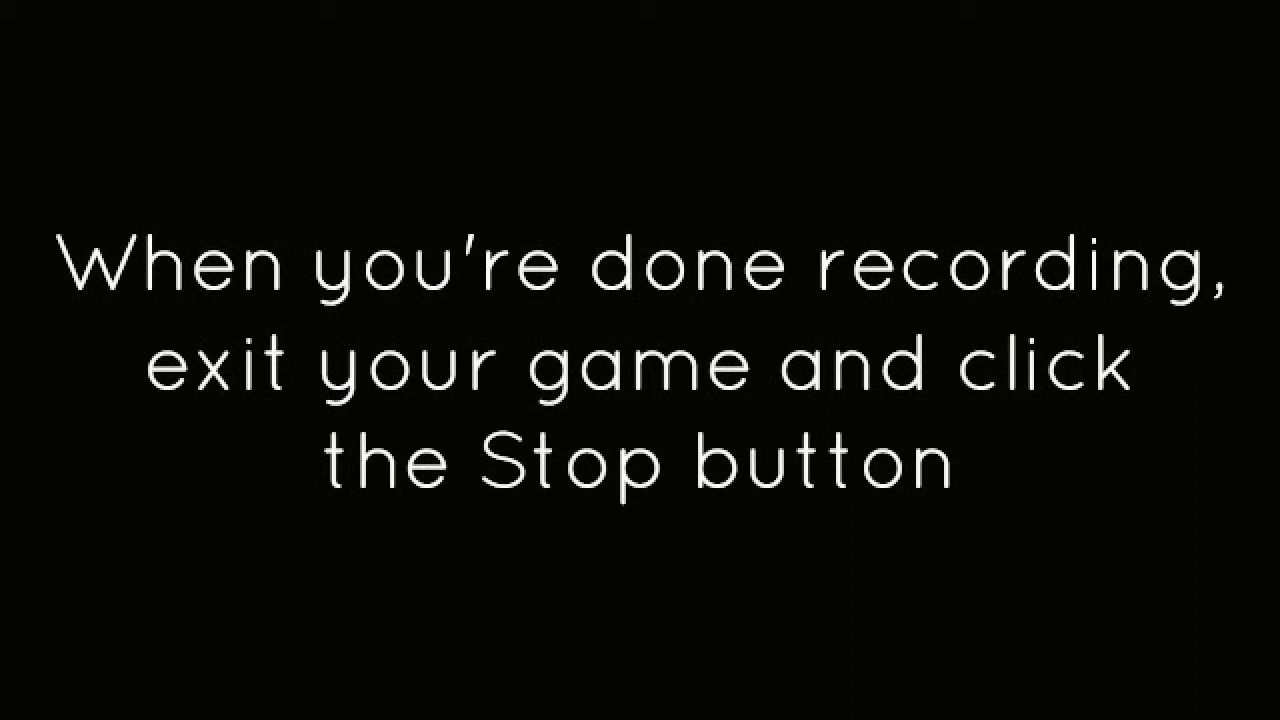 When you're done recording,
exit your game and click
the Stop button